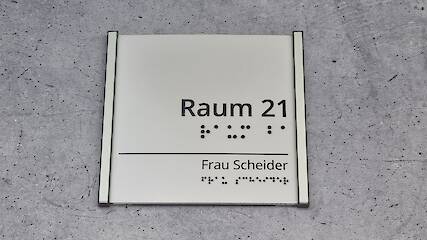 Raum 21
Frau Scheider